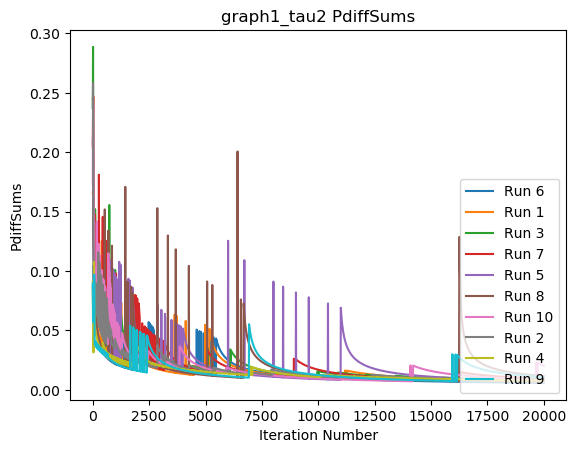 graph1_tau2 PdiffSums
0.30
0.25
0.20
0.15
0.10
0.05
0.00
PdiffSums
Run 6
Run 1
Run 3
Run 7
Run 5
Run 8
Run 10
Run 2
Run 4
Run 9
0 2500 5000 7500 10000 12500 15000 17500 20000
Iteration Number